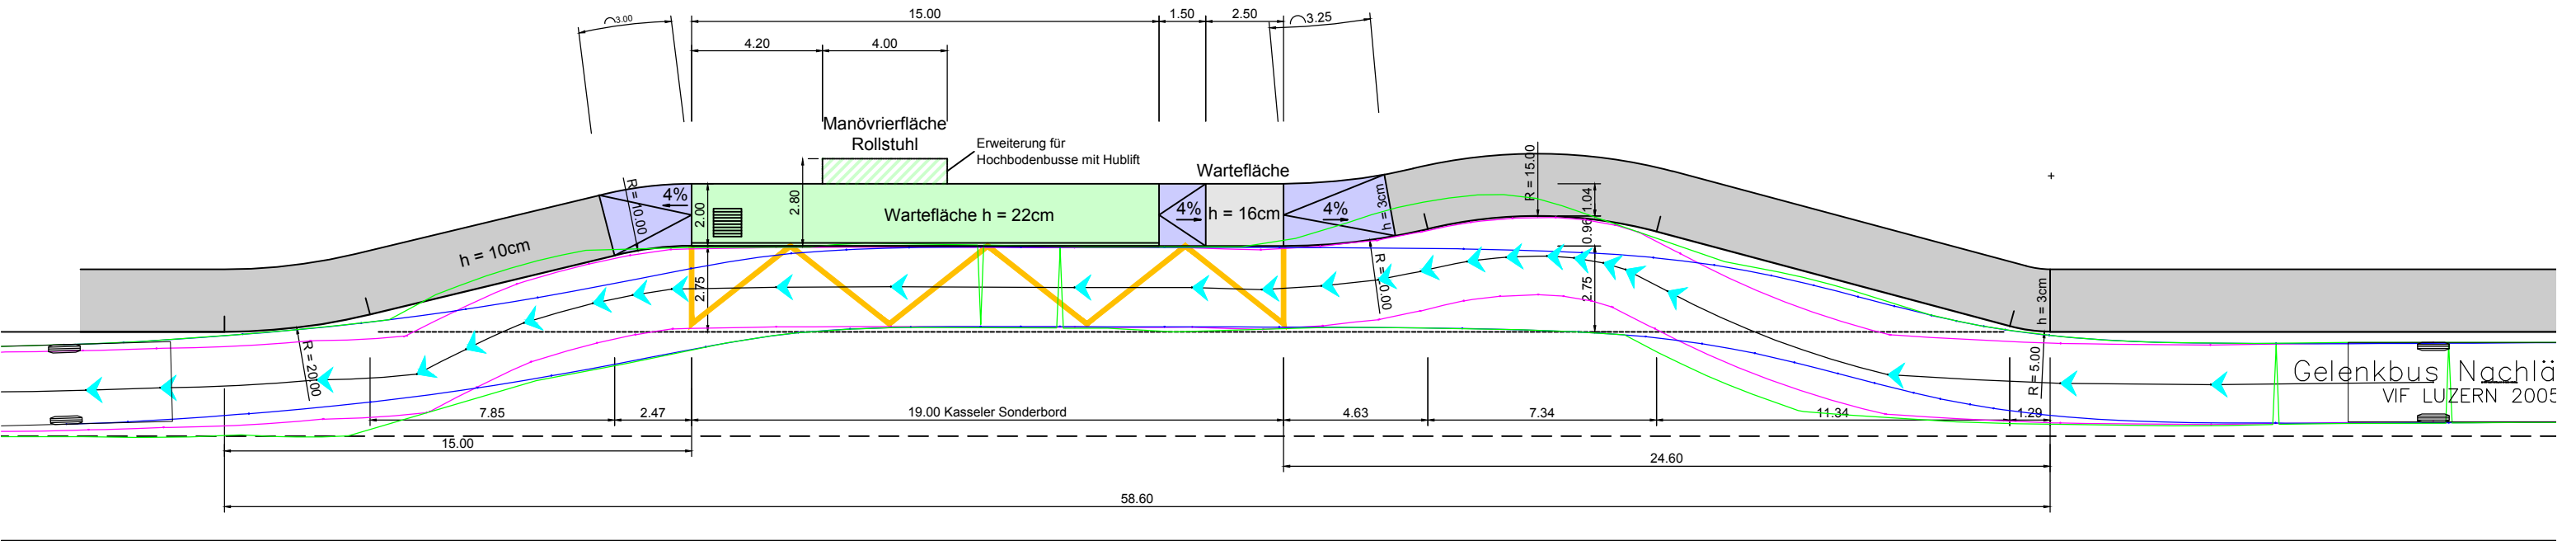 3.00
15.00
1.50
2.50
3.25
4.20
4.00
Manövrierfläche
Rollstuhl
Erweiterung für
Hochbodenbusse mit Hublift
Wartefläche
R = 10.00
4%
2.00
2.80
Wartefläche h = 22cm
4%
h = 16cm
4%
h = 3cm
R = 15.00
1.04
0.96
h = 10cm
2.75
2.75
h = 3cm
R = 20.00
R = 5.00
Gelenkbus Nachlä
VIF LUZERN 2005
7.85
2.47
19.00 Kasseler Sonderbord
4.63
7.34
11.34
1.29
15.00
24.60
58.60